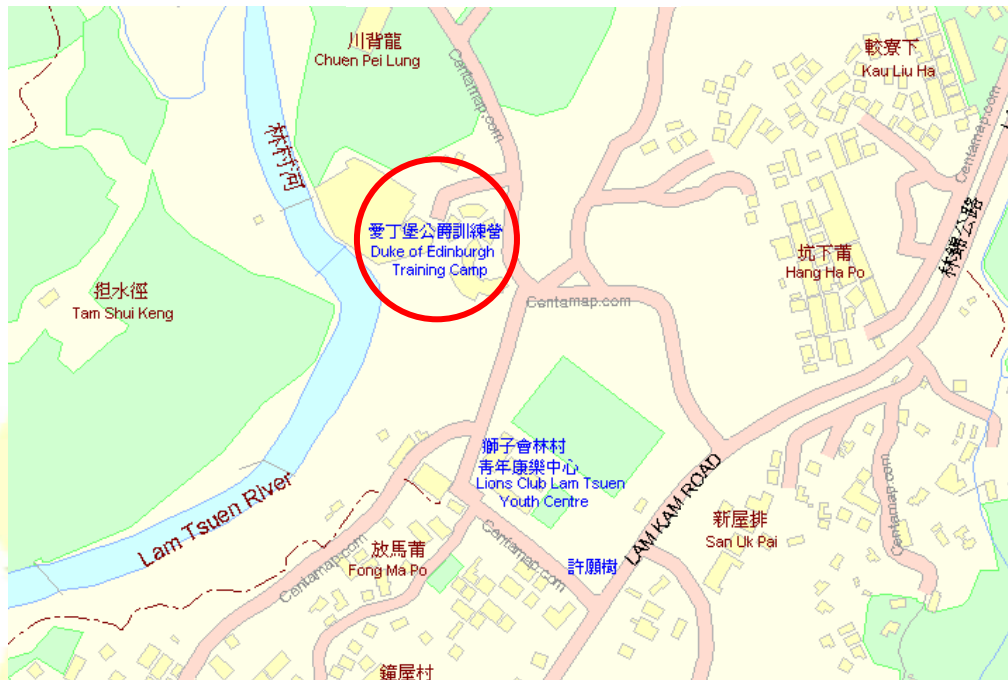 川背龍
Chuen Pei Lung
較寮下
Kau Liu Ha
Centamap.com
Centamap.com
林村河
愛丁堡公爵訓練營
Duke of Edinburgh
Training Camp
林錦公路
坑下莆
Hang Ha Po
担水徑
Tam Shui Keng
Centamap.com
獅子會林村
青年康樂中心
Lions Club Lam Tsuen
Youth Centre
LAM KAM ROAD
Lam Tsuen River
新屋排
San Uk Pai
Centamap.com
放馬莆
Fong Ma Po
Centamap.com
Centamap.com
許願樹
鐘屋村